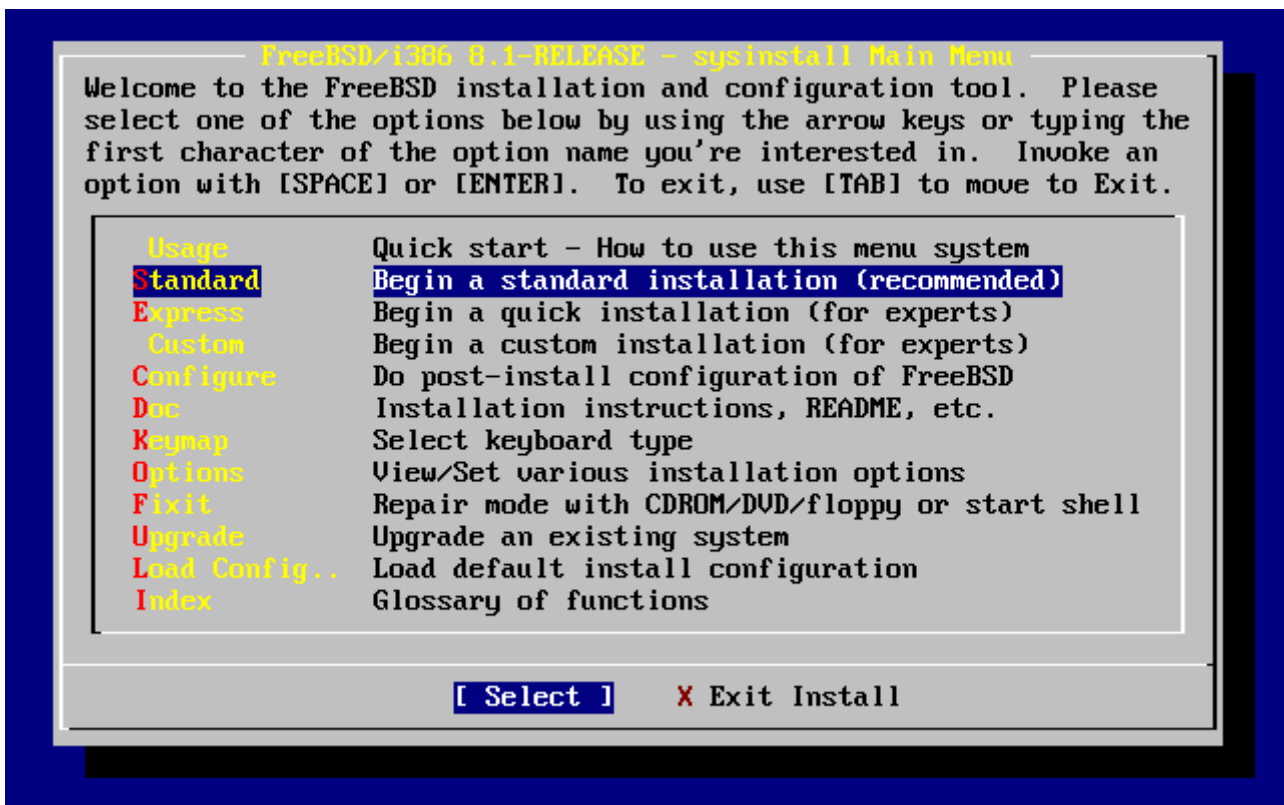 FreeBSD/i386 8.1-RELEASE - sysinstall Main Menu
Welcome to the FreeBSD installation and configuration tool.  Please
select one of the options below by using the arrow keys or typing the
first character of the option name you're interested in.  Invoke an
option with [SPACE] or [ENTER].  To exit, use [TAB] to move to Exit.
Usage Quick start - How to use this menu system
Standard Begin a standard installation (recommended)
Express Begin a quick installation (for experts)
Custom Begin a custom installation (for experts)
Configure Do post-install configuration of FreeBSD
Doc Installation instructions, README, etc.
Keymap Select keyboard type
Options View/Set various installation options
Fixit Repair mode with CDROM/DVD/floppy or start shell
Upgrade Upgrade an existing system
Load Config.. Load default install configuration
Index Glossary of functions
[ Select ] X Exit Install